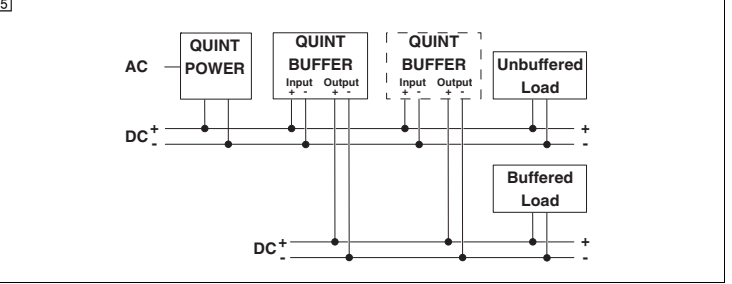 5
QUINT
POWER
AC
QUINT
BUFFER
Input Output
+ - + -
QUINT
BUFFER
Input Output
+ - + -
Unbuffered
Load
DC +
-
+
-
Buffered
Load
DC +
-
+
-